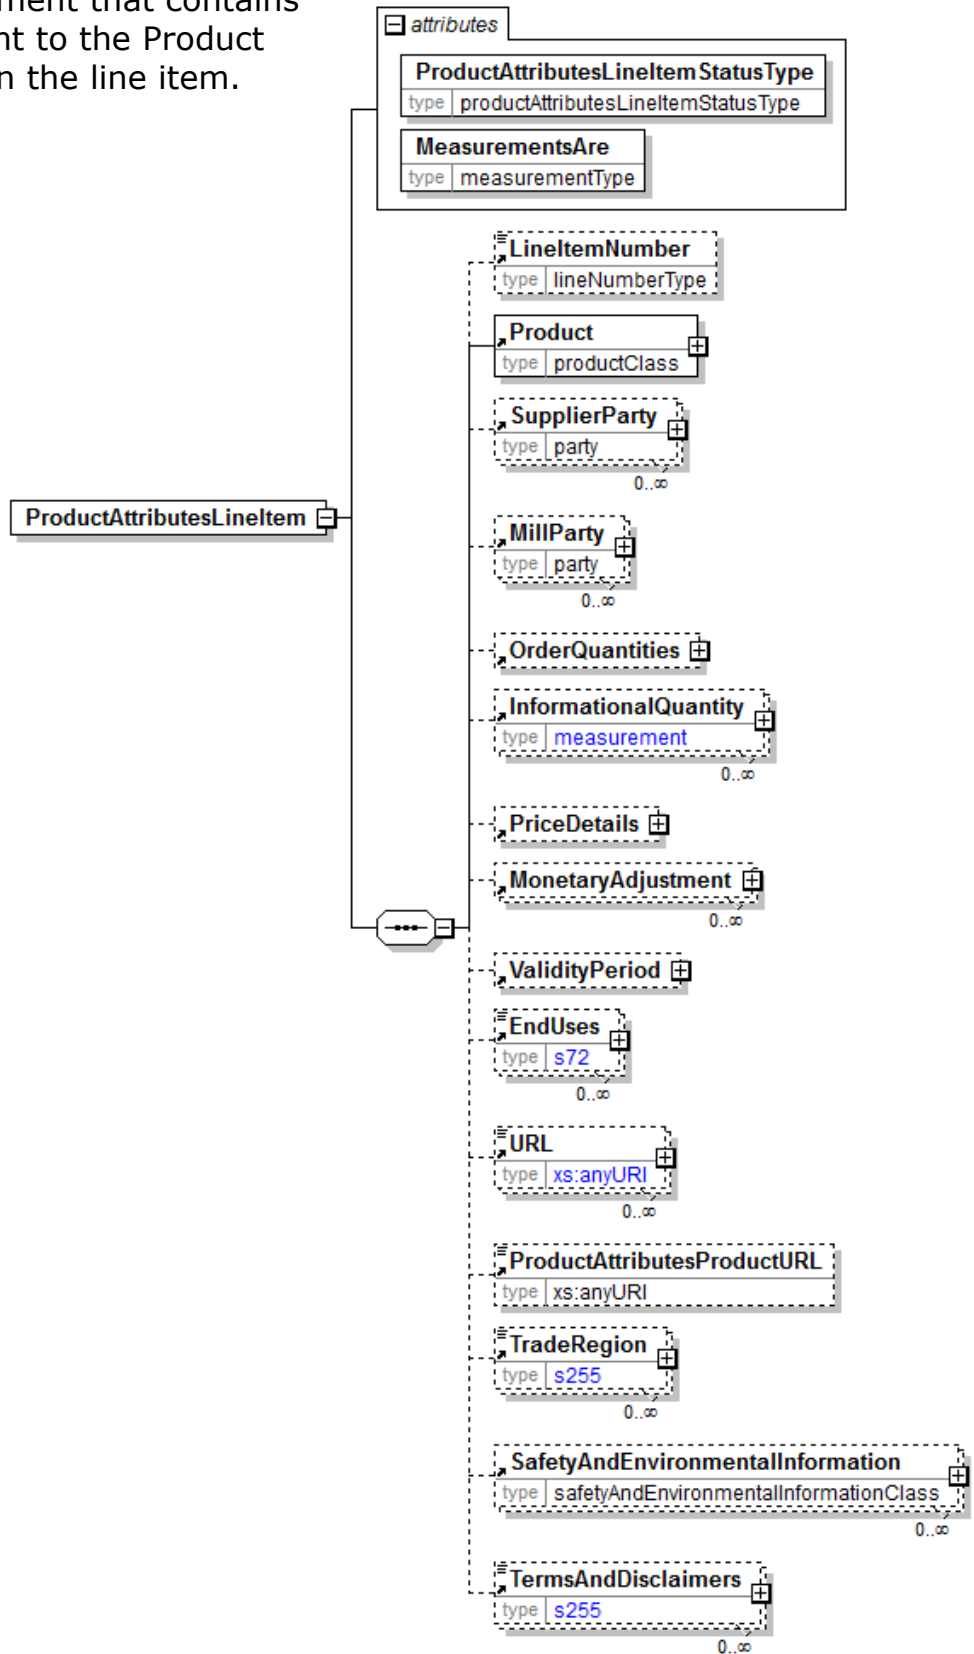 ment that contains
nt to the Product
n the line item.
attributes
ProductAttributesLineItemStatusType
type productAttributesLineItemStatusType
MeasurementsAre
type measurementType
LineItemNumber
type lineNumberType
Product
type productClass
SupplierParty
type party
0..∞
ProductAttributesLineItem
MillParty
type party
0..∞
OrderQuantities
InformationalQuantity
type measurement
0..∞
PriceDetails
MonetaryAdjustment
0..∞
ValidityPeriod
EndUses
type s72
0..∞
URL
type xs:anyURI
0..∞
ProductAttributesProductURL
type xs:anyURI
TradeRegion
type s255
0..∞
SafetyAndEnvironmentalInformation
type safetyAndEnvironmentalInformationClass
0..∞
TermsAndDisclaimers
type s255
0..∞